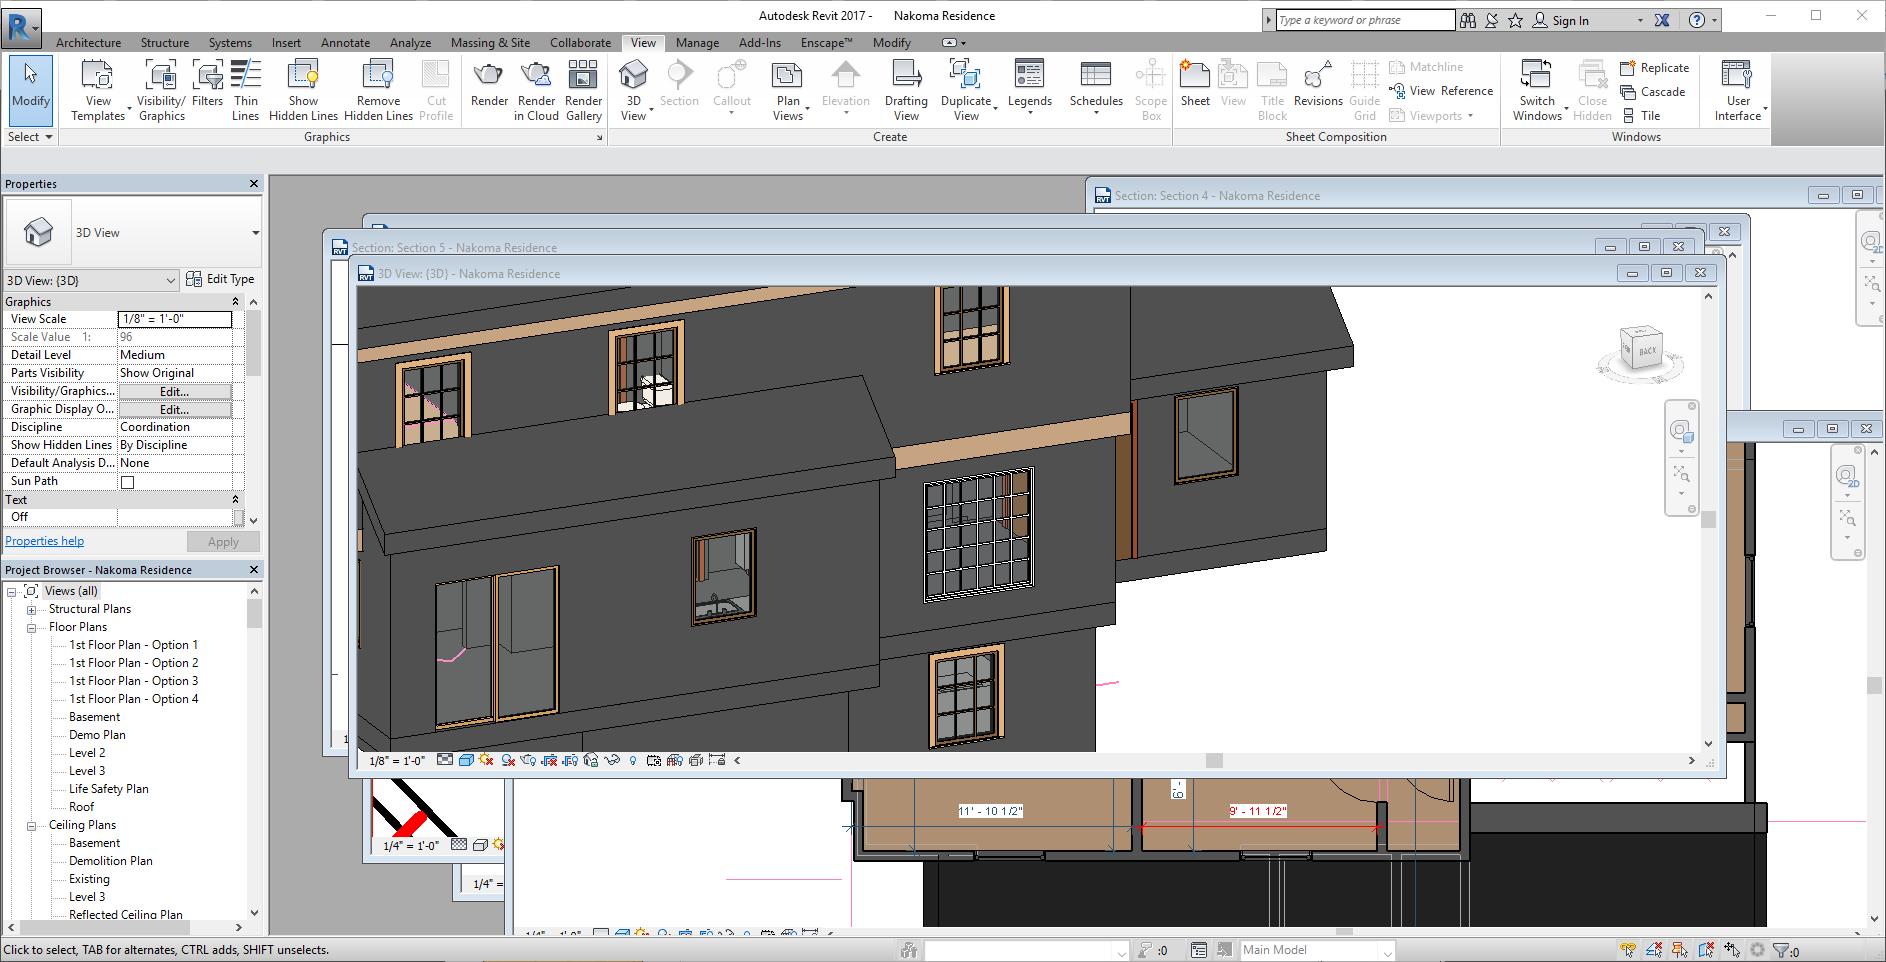 Autodesk Revit 2017 - Nakoma Residence
Type a keyword or phrase
Sign In
Architecture Structure Systems Insert Annotate Analyze Massing & Site Collaborate View Manage Add-Ins Enscape™ Modify
Modify
View Templates
Visibility/ Graphics
Filters
Thin Lines
Show Hidden Lines
Remove Hidden Lines
Cut Profile
Render
Render in Cloud
Render Gallery
3D View
Section
Callout
Plan Views
Elevation
Drafting View
Duplicate View
Legends
Schedules
Scope Box
Sheet
View
Title Block
Revisions
Guide Grid
Matchline
View Reference
Viewports
Switch Windows
Close Hidden
Replicate
Cascade
Tile
User Interface
Select Graphics Create Sheet Composition Windows
Properties
3D View
3D View: {3D} Edit Type
Graphics
View Scale 1/8" = 1'-0"
Scale Value 1: 96
Detail Level Medium
Parts Visibility Show Original
Visibility/Graphics... Edit...
Graphic Display O... Edit...
Discipline Coordination
Show Hidden Lines By Discipline
Default Analysis D... None
Sun Path
Text
Off
Properties help Apply
Project Browser - Nakoma Residence
Views (all)
Structural Plans
Floor Plans
1st Floor Plan - Option 1
1st Floor Plan - Option 2
1st Floor Plan - Option 3
1st Floor Plan - Option 4
Basement
Demo Plan
Level 2
Level 3
Life Safety Plan
Roof
Ceiling Plans
Basement
Demolition Plan
Existing
Level 3
Reflected Ceiling Plan
Section: Section 4 - Nakoma Residence
Section: Section 5 - Nakoma Residence
3D View: {3D} - Nakoma Residence
BACK
2D
2D
1/8" = 1'-0"
11' - 10 1/2"
9' - 11 1/2"
1/4" = 1'-0"
1/4" =
1/4" = 1'-0"
Click to select, TAB for alternates, CTRL adds, SHIFT unselects.
:0
Main Model
:0